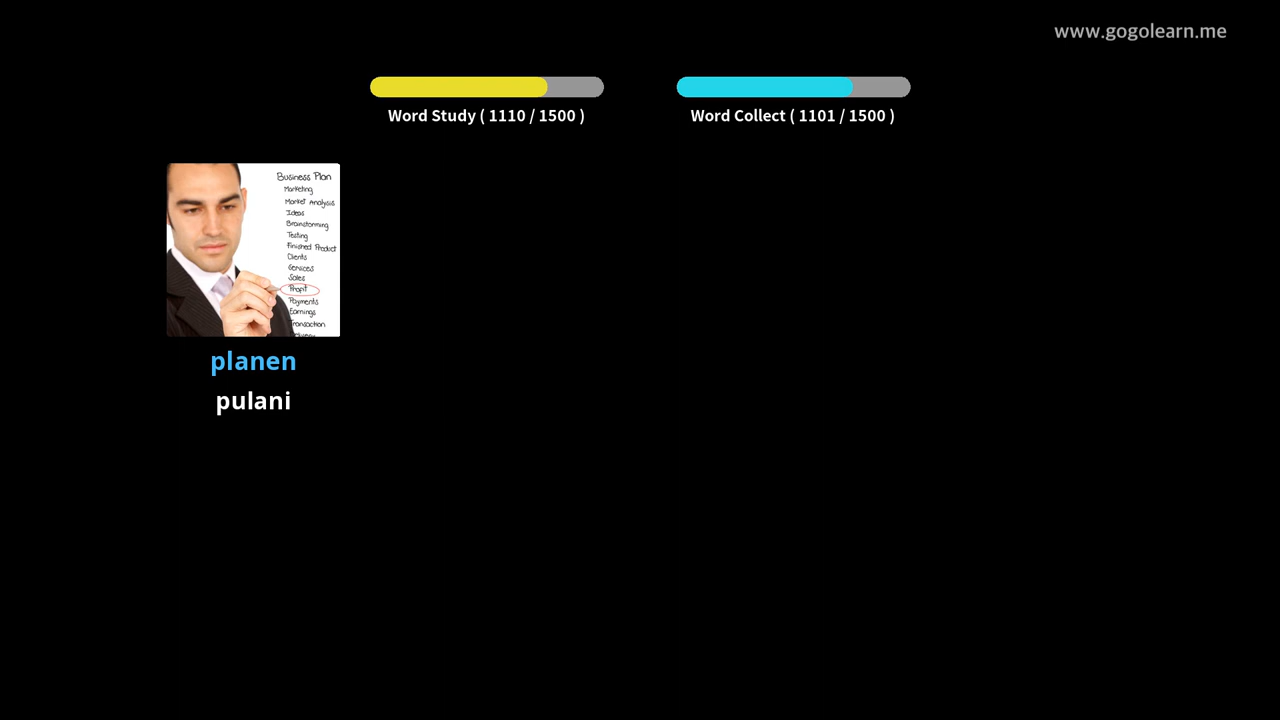 www.gogolearn.me
Word Study ( 1110 / 1500 )
Word Collect ( 1101 / 1500 )
Business Plan
Marketing
Market Analysis
Ideas
Brainstorming
Testing
Finished Product
Clients
Services
Sales
Profit
Payments
Earnings
Transaction
planen
pulani